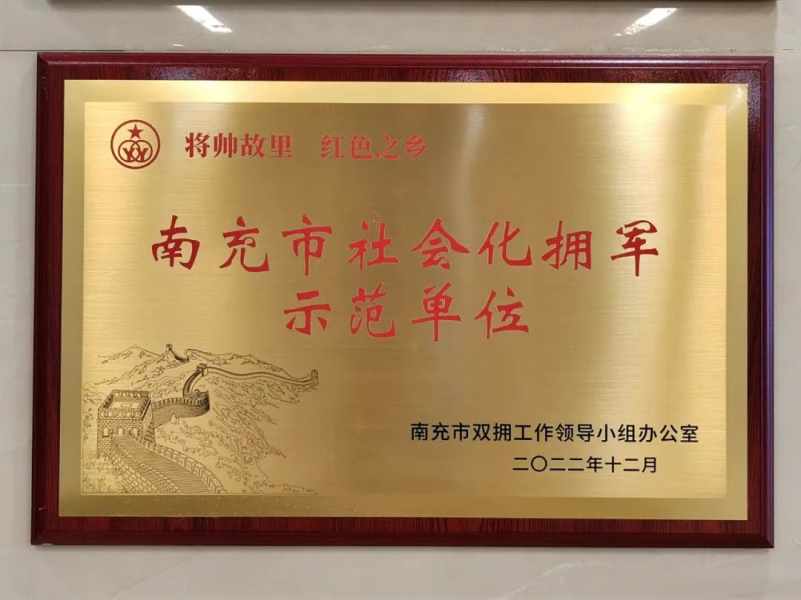 将帅故里 红色之乡
南充市社会化拥军
示范单位
南充市双拥工作领导小组办公室
二〇二二年十二月